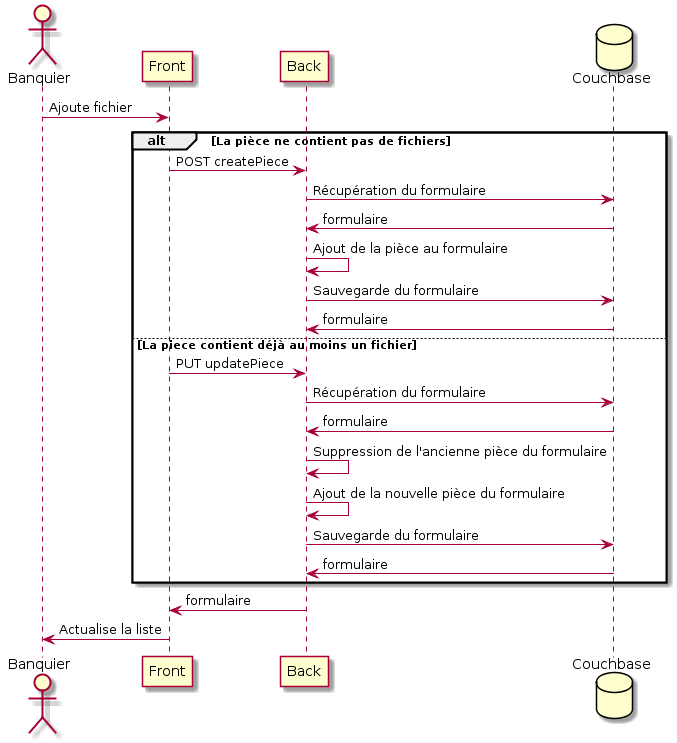 Banquier
Front
Back
Couchbase
Ajoute fichier
alt
[La pièce ne contient pas de fichiers]
POST createPiece
Récupération du formulaire
formulaire
Ajout de la pièce au formulaire
Sauvegarde du formulaire
formulaire
[La piece contient déjà au moins un fichier]
PUT updatePiece
Récupération du formulaire
formulaire
Suppression de l'ancienne pièce du formulaire
Ajout de la nouvelle pièce du formulaire
Sauvegarde du formulaire
formulaire
formulaire
Actualise la liste
Banquier
Front
Back
Couchbase